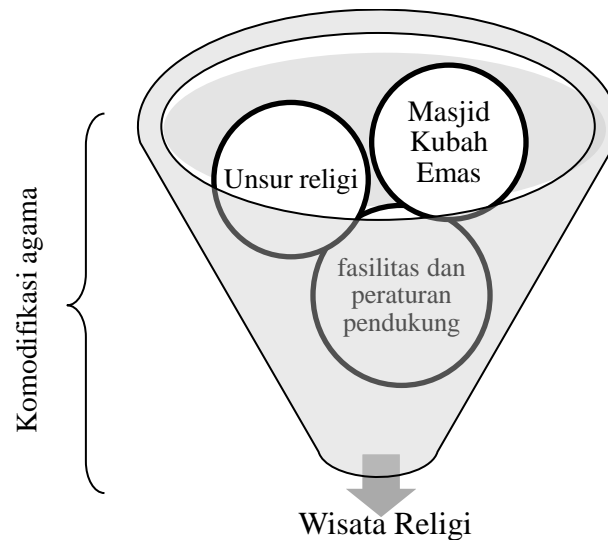 Masjid
Kubah
Emas
Unsur religi
fasilitas dan
peraturan
pendukung
Komodifikasi agama
Wisata Religi